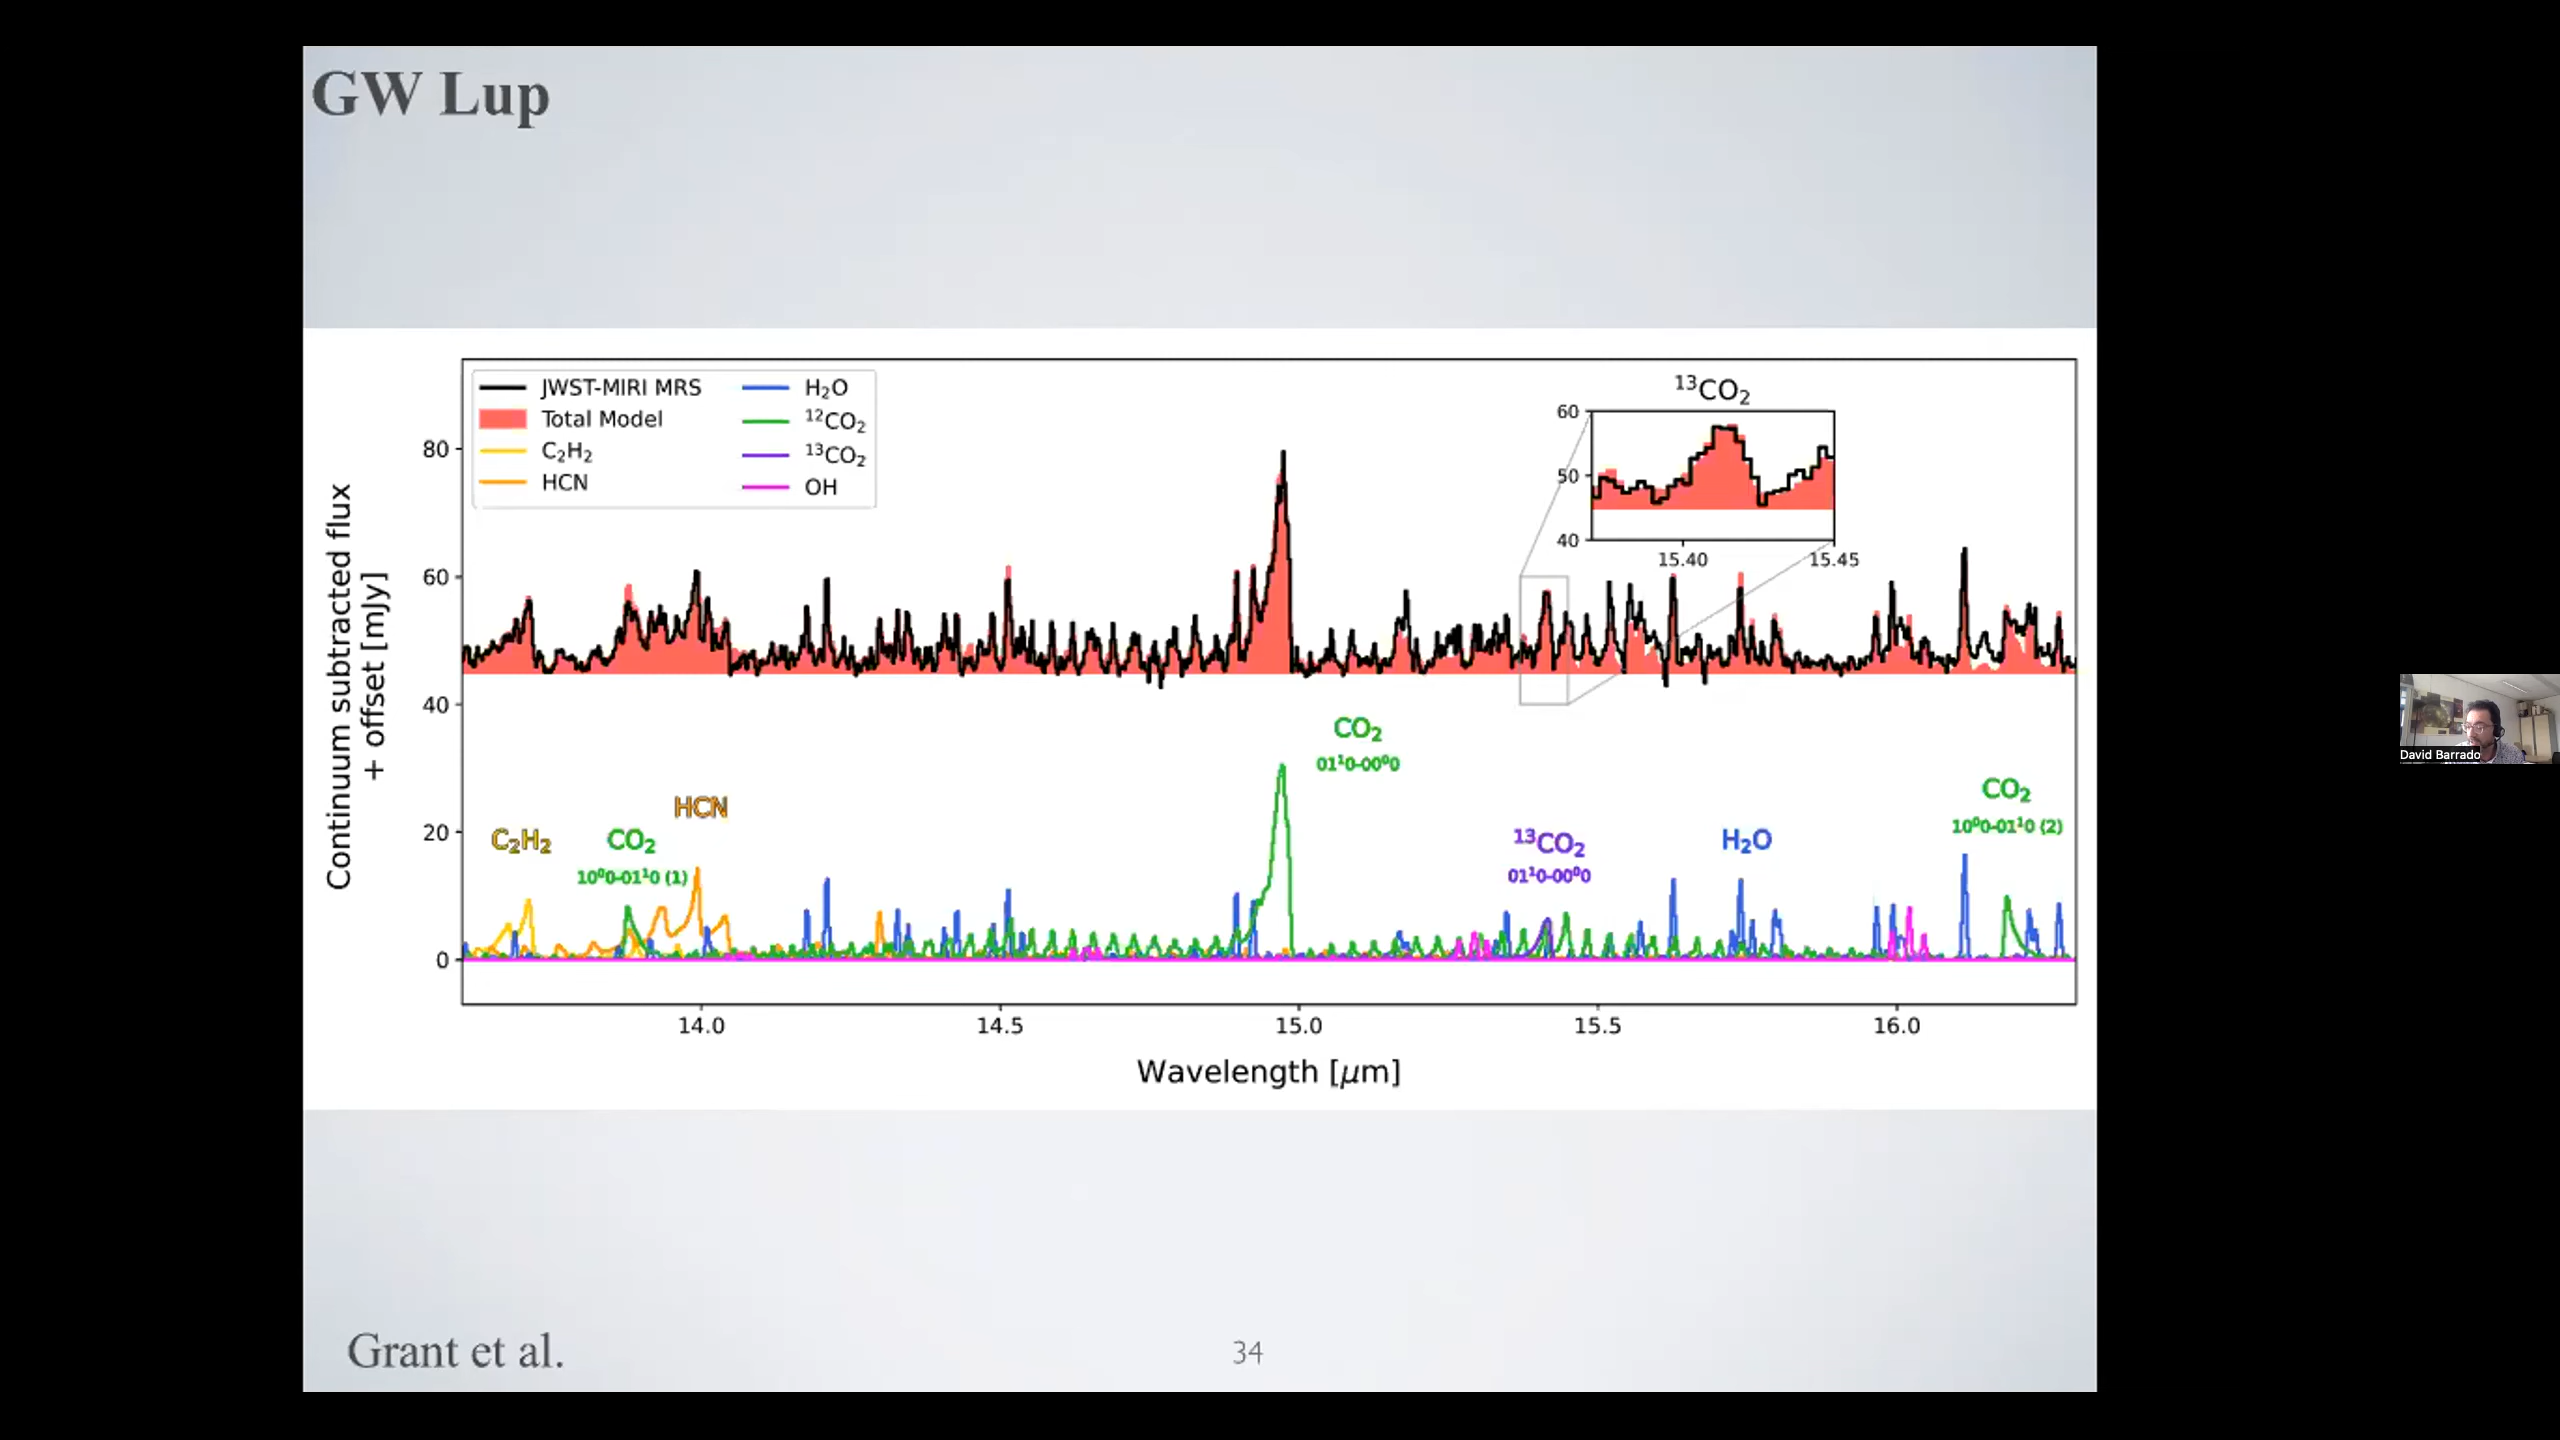 GW Lup
JWST-MIRI MRS
Total Model
C₂H₂
HCN
H₂O
¹²CO₂
¹³CO₂
OH
¹³CO₂
60
50
40
15.40
15.45
80
60
40
20
0
Continuum subtracted flux
+ offset [mJy]
CO₂
01¹0-00⁰0
CO₂
10⁰0-01¹0 (2)
HCN
C₂H₂
CO₂
10⁰0-01¹0 (1)
¹³CO₂
01¹0-00⁰0
H₂O
14.0
14.5
15.0
15.5
16.0
Wavelength [μm]
David Barrado
Grant et al.
34